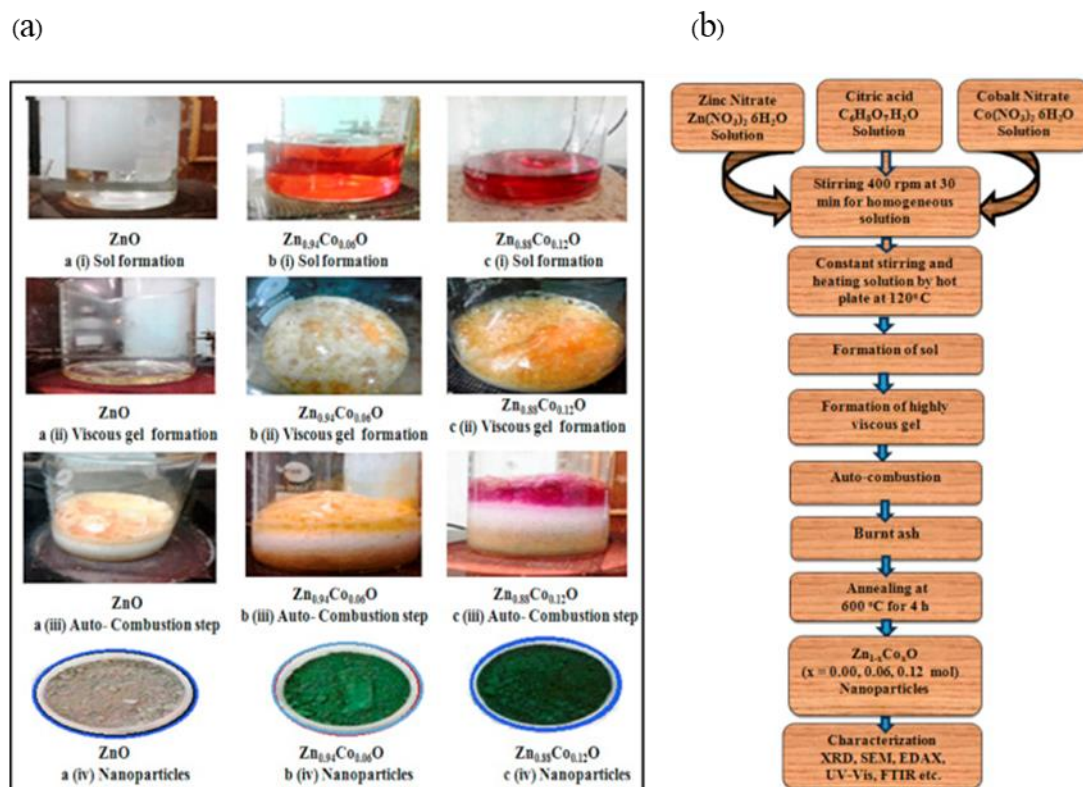 (a)
(b)
ZnO
a (i) Sol formation
Zn₀.₉₄Co₀.₀₆O
b (i) Sol formation
Zn₀.₈₈Co₀.₁₂O
c (i) Sol formation
ZnO
a (ii) Viscous gel formation
Zn₀.₉₄Co₀.₀₆O
b (ii) Viscous gel formation
Zn₀.₈₈Co₀.₁₂O
c (ii) Viscous gel formation
ZnO
a (iii) Auto- Combustion step
Zn₀.₉₄Co₀.₀₆O
b (iii) Auto- Combustion step
Zn₀.₈₈Co₀.₁₂O
c (iii) Auto- Combustion step
ZnO
a (iv) Nanoparticles
Zn₀.₉₄Co₀.₀₆O
b (iv) Nanoparticles
Zn₀.₈₈Co₀.₁₂O
c (iv) Nanoparticles
Zinc Nitrate
Zn(NO₃)₂ 6H₂O
Solution
Citric acid
C₆H₈O₇H₂O
Solution
Cobalt Nitrate
Co(NO₃)₂ 6H₂O
Solution
Stirring 400 rpm at 30
min for homogeneous
solution
Constant stirring and
heating solution by hot
plate at 120⁰ C
Formation of sol
Formation of highly
viscous gel
Auto-combustion
Burnt ash
Annealing at
600 ⁰C for 4 h
Zn₁₋ₓCoₓO
(x = 0.00, 0.06, 0.12 mol)
Nanoparticles
Characterization
XRD, SEM, EDAX,
UV-Vis, FTIR etc.